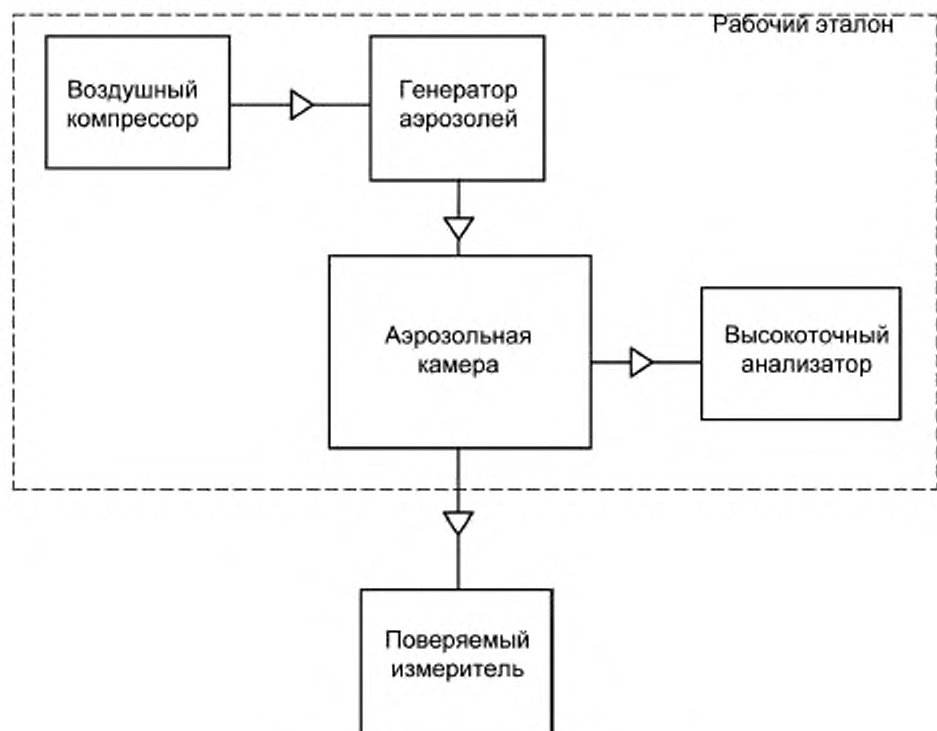 Рабочий эталон
Воздушный
компрессор
Генератор
аэрозолей
Аэрозольная
камера
Высокоточный
анализатор
Поверяемый
измеритель